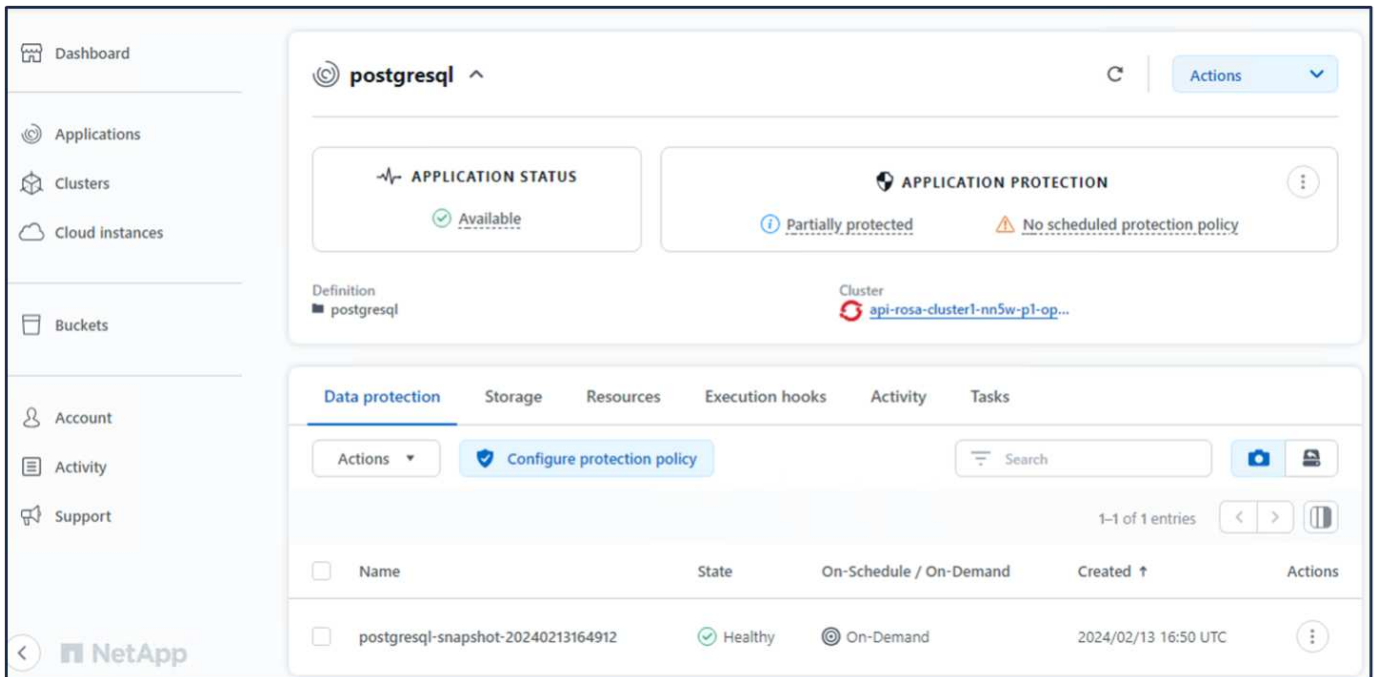 Dashboard
Applications
Clusters
Cloud instances
Buckets
Account
Activity
Support
NetApp
postgresql
Actions
APPLICATION STATUS
Available
APPLICATION PROTECTION
Partially protected
No scheduled protection policy
Definition
postgresql
Cluster
api-rosa-cluster1-nn5w-p1-op...
Data protection Storage Resources Execution hooks Activity Tasks
Actions Configure protection policy Search
1–1 of 1 entries
Name State On-Schedule / On-Demand Created ↑ Actions
postgresql-snapshot-20240213164912 Healthy On-Demand 2024/02/13 16:50 UTC